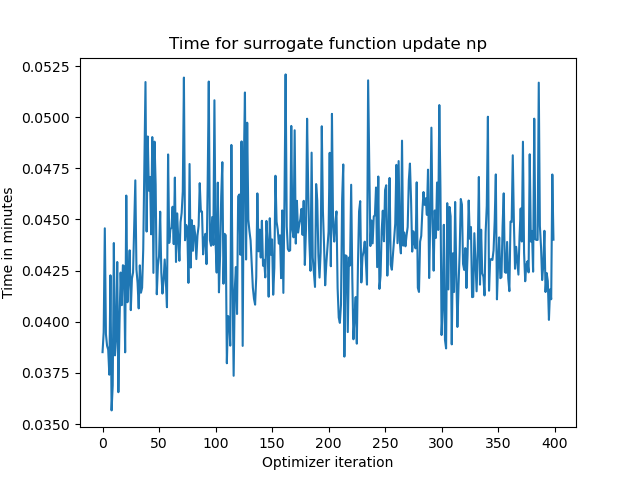 Time for surrogate function update np
Time in minutes
0.0525
0.0500
0.0475
0.0450
0.0425
0.0400
0.0375
0.0350
0 50 100 150 200 250 300 350 400
Optimizer iteration